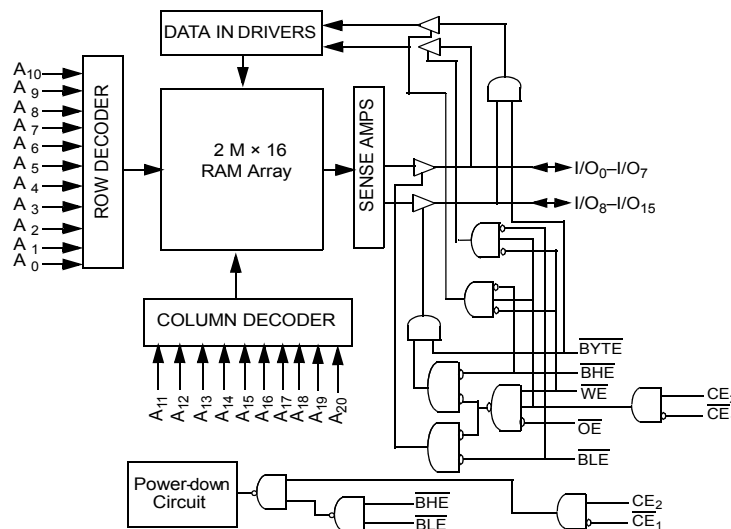 DATA IN DRIVERS
A10
A9
A8
A7
A6
A5
A4
A3
A2
A1
A0
ROW DECODER
2 M × 16
RAM Array
SENSE AMPS
I/O0–I/O7
I/O8–I/O15
COLUMN DECODER
A11
A12
A13
A14
A15
A16
A17
A18
A19
A20
BYTE
BHE
WE
OE
BLE
CE
CE
Power-down
Circuit
BHE
BLE
CE2
CE1